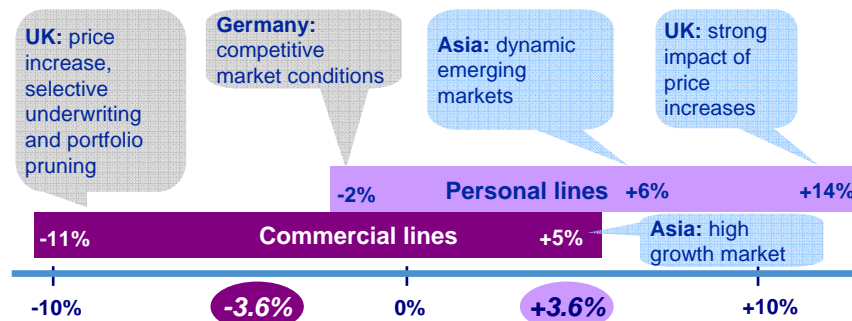 UK: price
increase,
selective
underwriting
and portfolio
pruning
Germany:
competitive
market conditions
Asia: dynamic
emerging
markets
UK: strong
impact of
price
increases
-2%
Personal lines
+6%
+14%
-11%
Commercial lines
+5%
Asia: high
growth market
-10%
-3.6%
0%
+3.6%
+10%